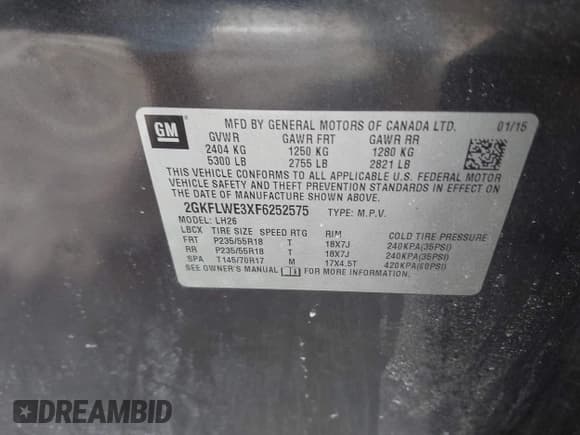 GM
MFD BY GENERAL MOTORS OF CANADA LTD. 01/15
GVWR GAWR FRT GAWR RR
2404 KG 1250 KG 1280 KG
5300 LB 2755 LB 2821 LB
THIS VEHICLE CONFORMS TO ALL APPLICABLE U.S. FEDERAL MOTOR
VEHICLE SAFETY AND THEFT PREVENTION STANDARDS IN
EFFECT ON THE DATE OF MANUFACTURE SHOWN ABOVE.
2GKFLWE3XF6252575 TYPE: M.P.V.
MODEL: LH26
LBCX TIRE SIZE SPEED RTG RIM COLD TIRE PRESSURE
FRT P235/55R18 T 18X7J 240KPA(35PSI)
RR P235/55R18 T 18X7J 240KPA(35PSI)
SPA T145/70R17 M 17X4.5T 420KPA(60PSI)
SEE OWNER'S MANUAL FOR MORE INFORMATION.
DREAMBID